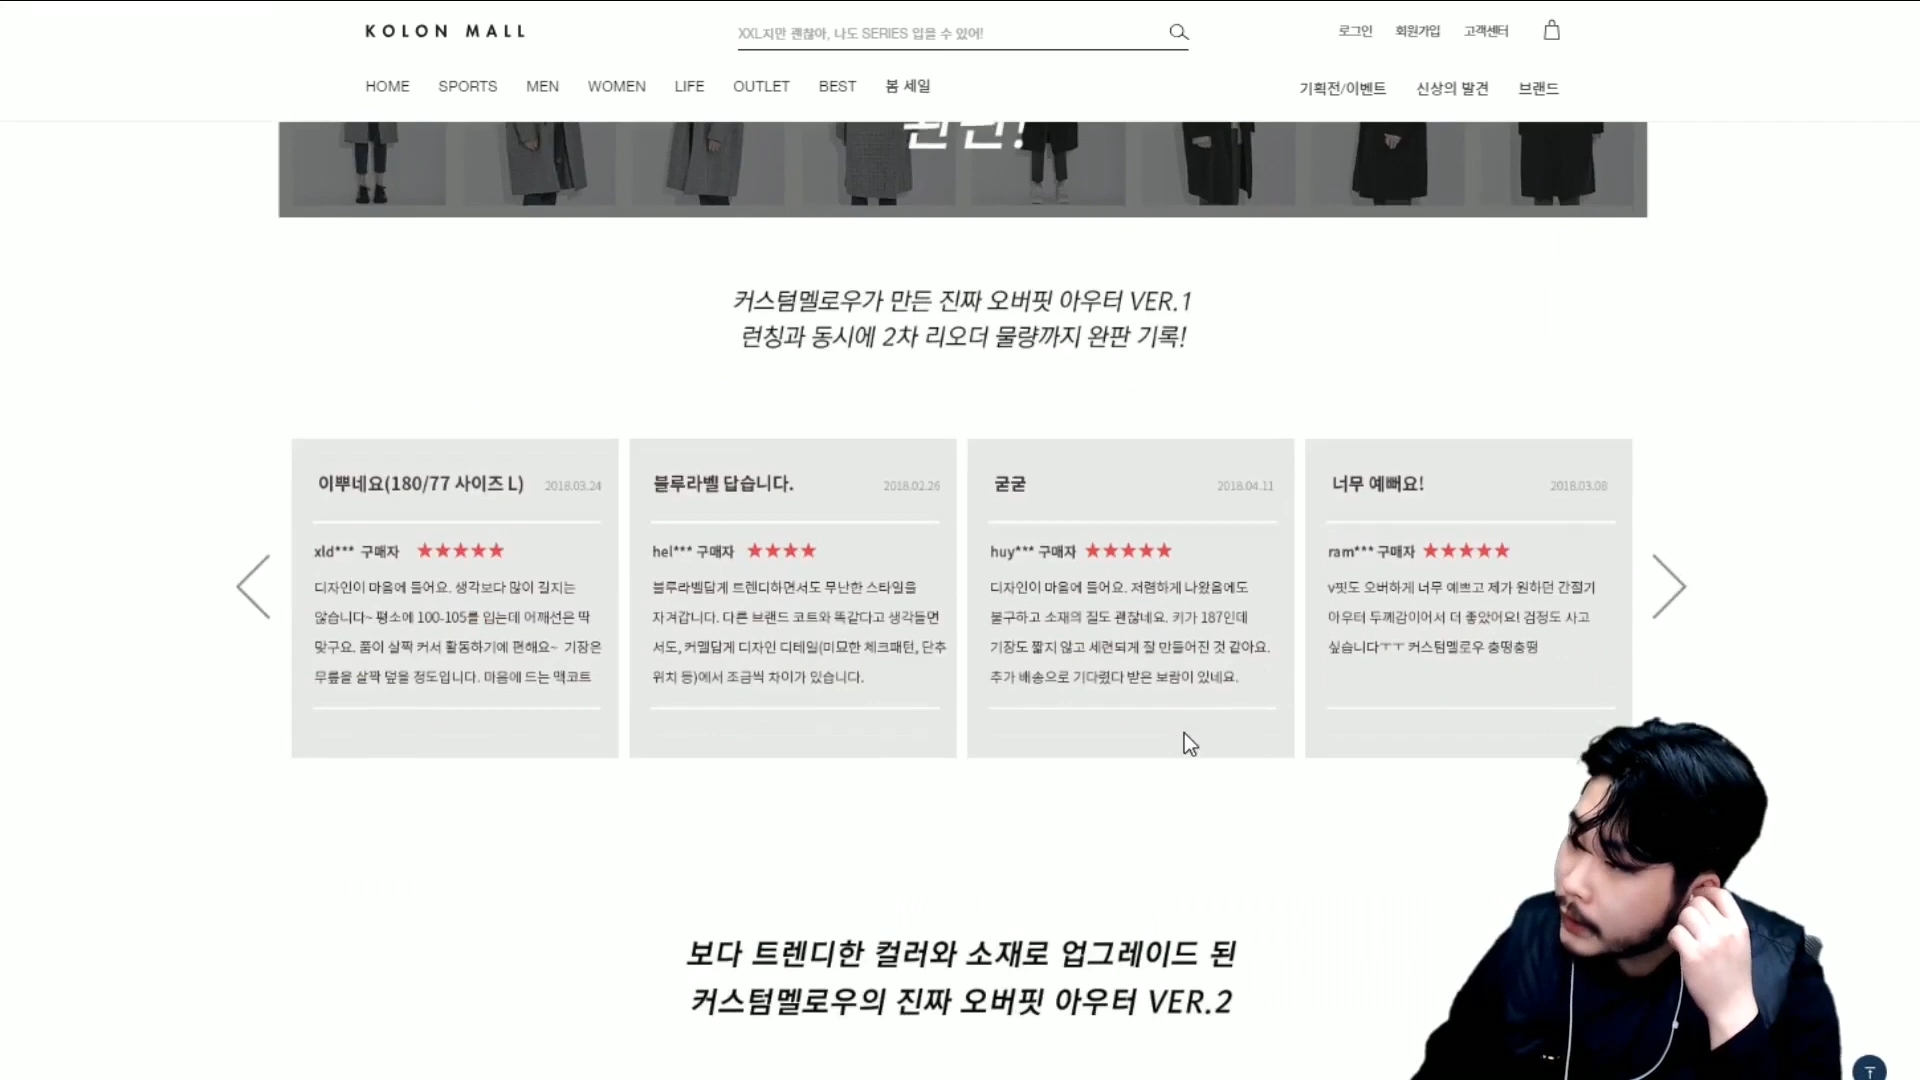 KOLON MALL
XXL지만 괜찮아, 나도 SERIES 입을 수 있어!
로그인 회원가입 고객센터
HOME SPORTS MEN WOMEN LIFE OUTLET BEST 봄 세일
기획전/이벤트 신상의 발견 브랜드
완판!
커스텀멜로우가 만든 진짜 오버핏 아우터 VER.1
런칭과 동시에 2차 리오더 물량까지 완판 기록!
이뿌네요(180/77 사이즈 L) 2018.03.24
xld*** 구매자 ★★★★★
디자인이 마음에 들어요. 생각보다 많이 길지는
않습니다~ 평소에 100-105를 입는데 어깨선은 딱
맞구요. 품이 살짝 커서 활동하기에 편해요~ 기장은
무릎을 살짝 덮을 정도입니다. 마음에 드는 맥코트
블루라벨 답습니다. 2018.02.26
hel*** 구매자 ★★★★
블루라벨답게 트렌디하면서도 무난한 스타일을
자겨갑니다. 다른 브랜드 코트와 똑같다고 생각들면
서도, 커멜답게 디자인 디테일(미묘한 체크패턴, 단추
위치 등)에서 조금씩 차이가 있습니다.
굳굳 2018.04.11
huy*** 구매자 ★★★★★
디자인이 마음에 들어요. 저렴하게 나왔음에도
불구하고 소재의 질도 괜찮네요. 키가 187인데
기장도 짧지 않고 세련되게 잘 만들어진 것 같아요.
추가 배송으로 기다렸다 받은 보람이 있네요.
너무 예뻐요! 2018.03.08
ram*** 구매자 ★★★★★
v핏도 오버하게 너무 예쁘고 제가 원하던 간절기
아우터 두께감이어서 더 좋았어요! 검정도 사고
싶습니다ㅜㅜ 커스텀멜로우 충띵충띵
보다 트렌디한 컬러와 소재로 업그레이드 된
커스텀멜로우의 진짜 오버핏 아우터 VER.2